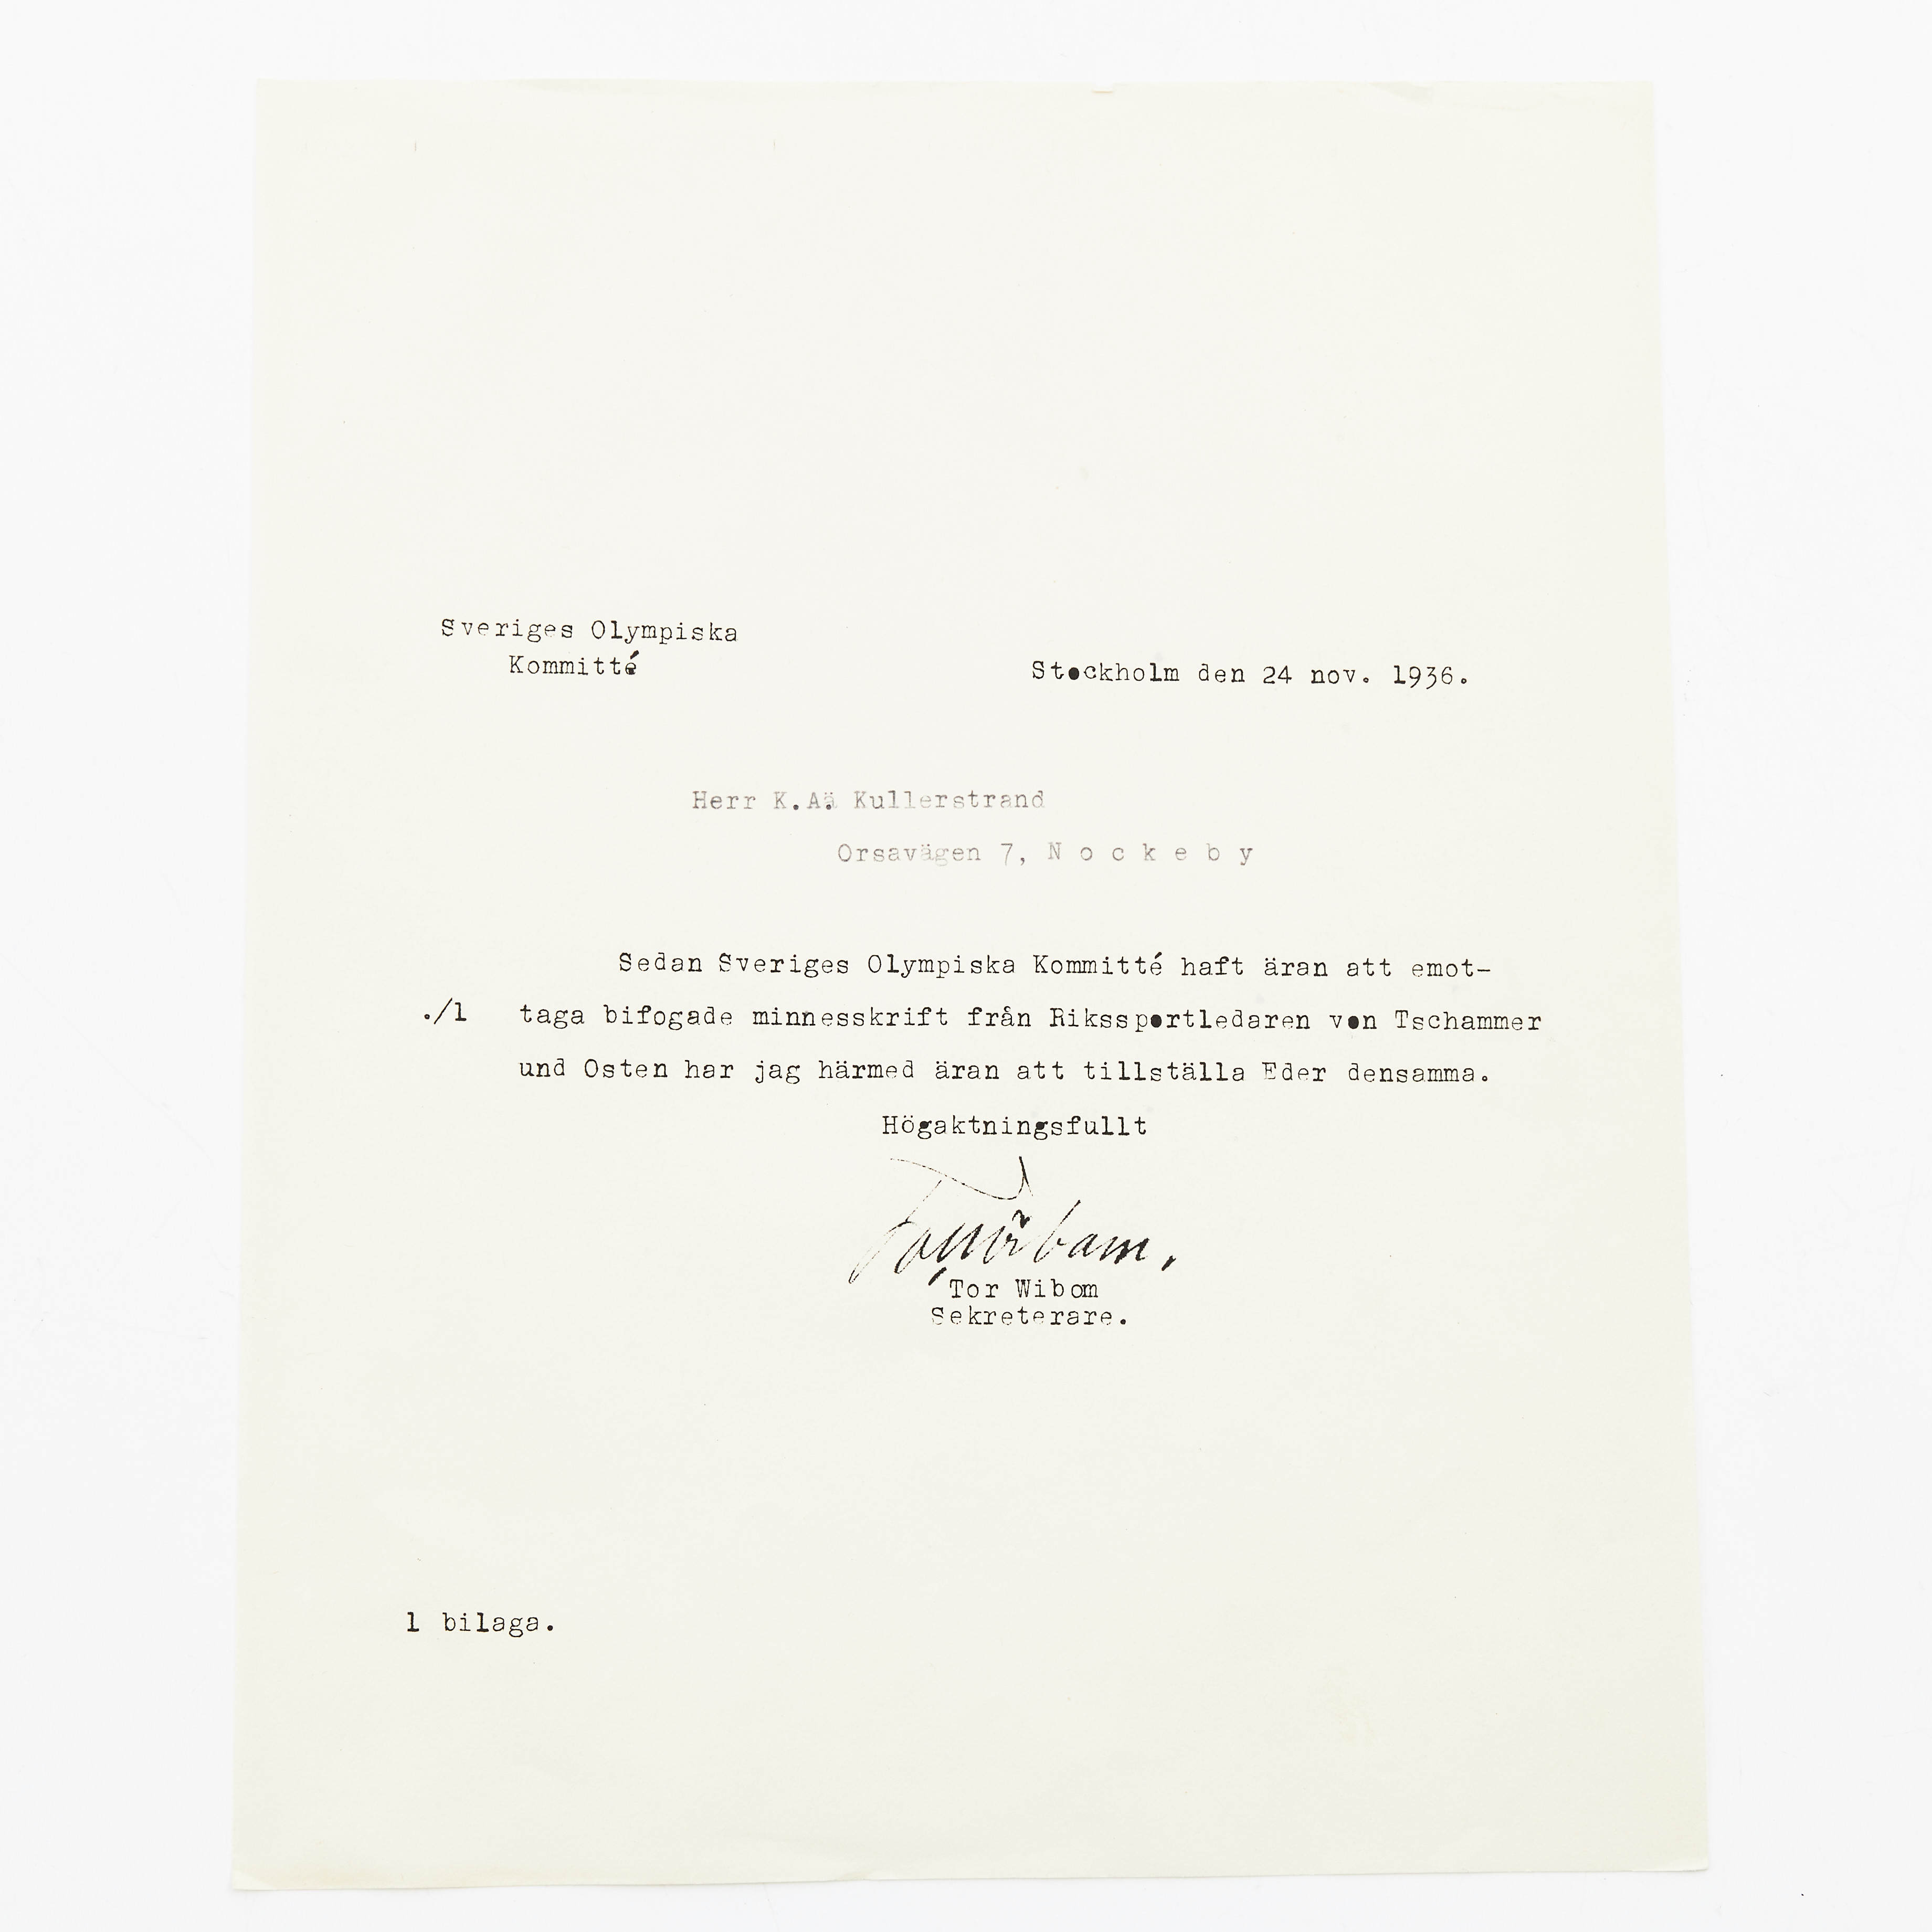 Sveriges Olympiska
Kommitté
Stockholm den 24 nov. 1936.
Herr K.A. Kullerstrand
Orsavägen 7, N o c k e b y
Sedan Sveriges Olympiska Kommitté haft äran att emot-
./1 taga bifogade minnesskrift från Rikssportledaren von Tschammer
und Osten har jag härmed äran att tillställa Eder densamma.
Högaktningsfullt
Tor Wibom.
Tor Wibom
Sekreterare.
1 bilaga.